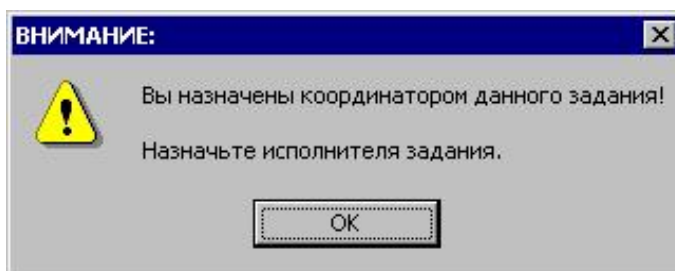 ВНИМАНИЕ:
Вы назначены координатором данного задания!
Назначьте исполнителя задания.
OK